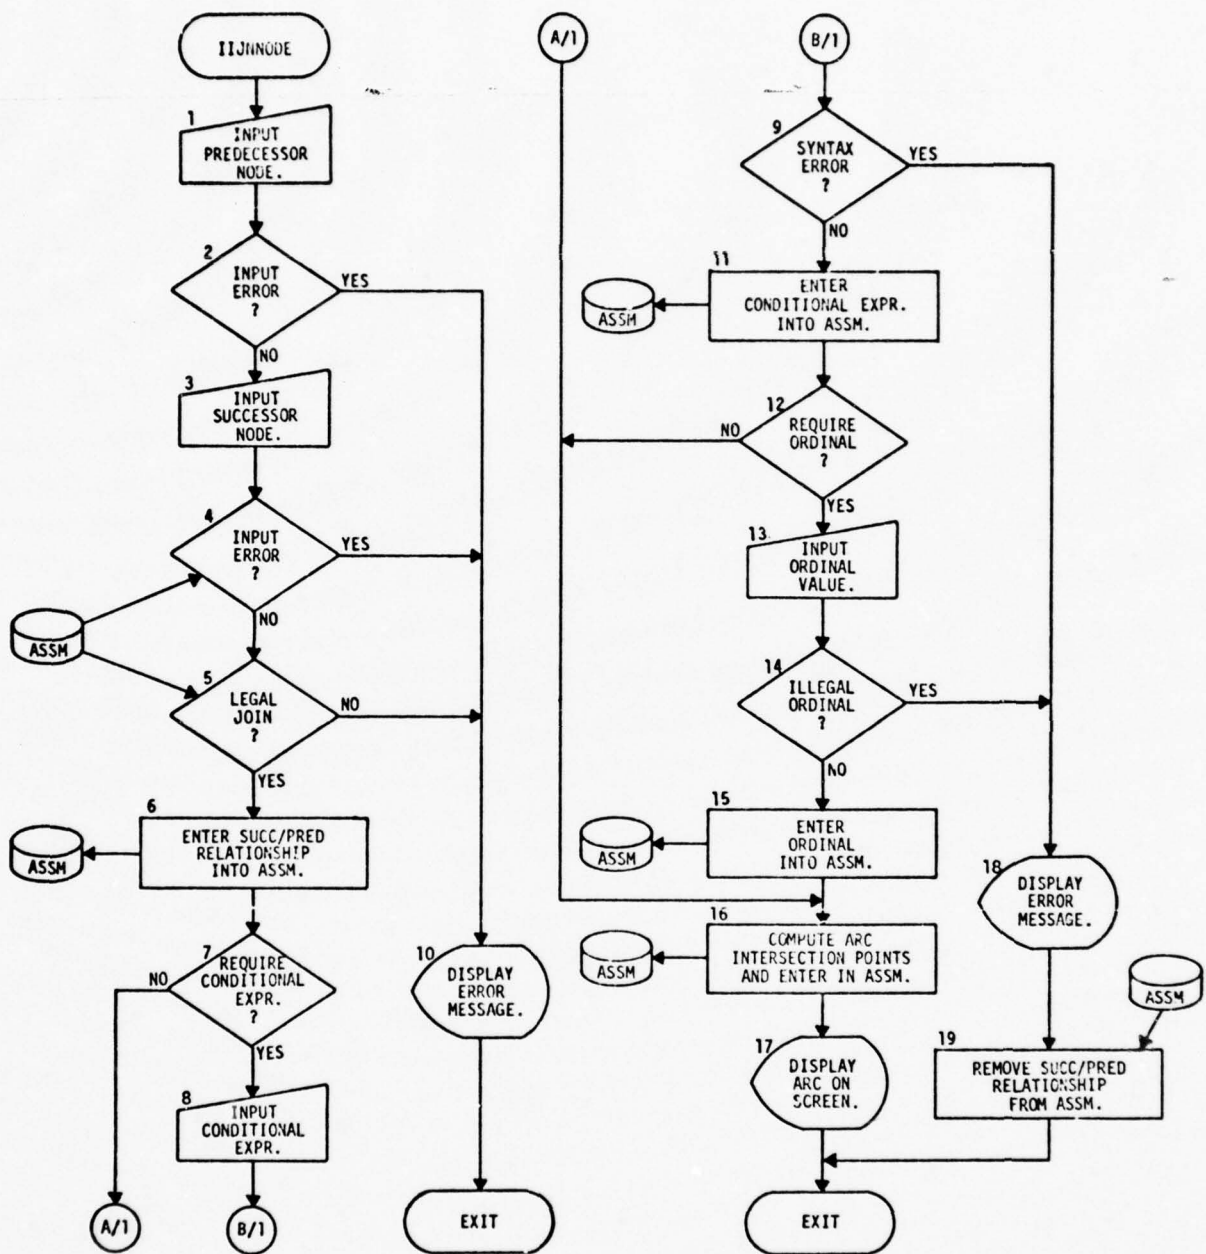 IIJNNODE
1
INPUT
PREDECESSOR
NODE.
2
INPUT
ERROR
?
YES
NO
3
INPUT
SUCCESSOR
NODE.
4
INPUT
ERROR
?
YES
NO
ASSM
5
LEGAL
JOIN
?
NO
YES
6
ENTER SUCC/PRED
RELATIONSHIP
INTO ASSM.
ASSM
7
REQUIRE
CONDITIONAL
EXPR.
?
NO
YES
8
INPUT
CONDITIONAL
EXPR.
A/1
B/1
10
DISPLAY
ERROR
MESSAGE.
EXIT
A/1
B/1
9
SYNTAX
ERROR
?
YES
NO
11
ENTER
CONDITIONAL EXPR.
INTO ASSM.
ASSM
12
REQUIRE
ORDINAL
?
NO
YES
13
INPUT
ORDINAL
VALUE.
14
ILLEGAL
ORDINAL
?
YES
NO
15
ENTER
ORDINAL
INTO ASSM.
ASSM
16
COMPUTE ARC
INTERSECTION POINTS
AND ENTER IN ASSM.
ASSM
17
DISPLAY
ARC ON
SCREEN.
18
DISPLAY
ERROR
MESSAGE.
ASSM
19
REMOVE SUCC/PRED
RELATIONSHIP
FROM ASSM.
EXIT